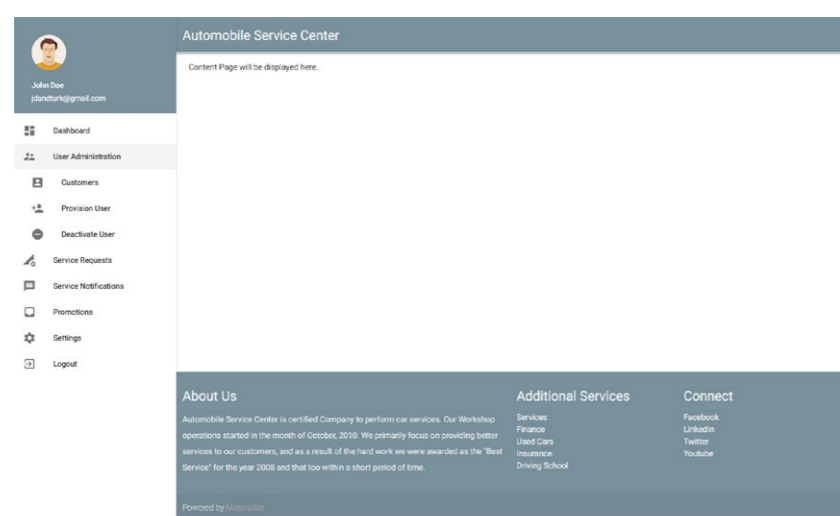 Automobile Service Center
Content Page will be displayed here.
John Doe
jdandturk@gmail.com
Dashboard
User Administration
Customers
Provision User
Deactivate User
Service Requests
Service Notifications
Promotions
Settings
Logout
About Us
Automobile Service Center is certified Company to perform car services. Our Workshop
operations started in the month of October, 2010. We primarily focus on providing better
services to our customers, and as a result of the hard work we were awarded as the "Best
Service" for the year 2008 and that too within a short period of time.
Additional Services
Services
Finance
Used Cars
Insurance
Driving School
Connect
Facebook
LinkedIn
Twitter
Youtube
Powered by Materialize